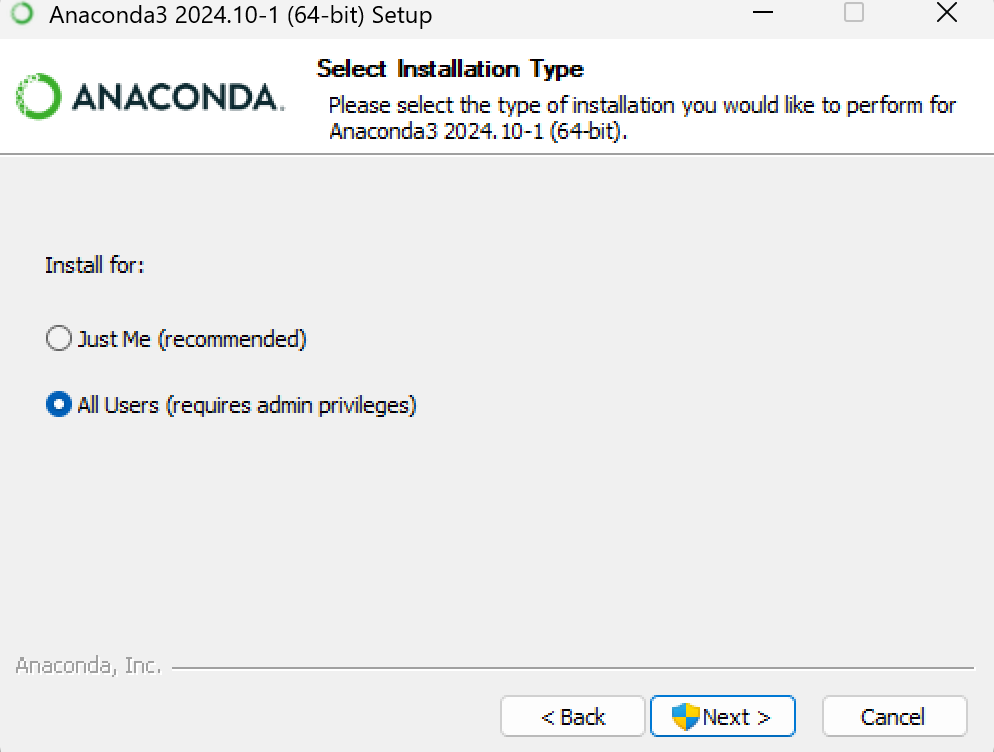 Anaconda3 2024.10-1 (64-bit) Setup
ANACONDA.
Select Installation Type
Please select the type of installation you would like to perform for
Anaconda3 2024.10-1 (64-bit).
Install for:
Just Me (recommended)
All Users (requires admin privileges)
Anaconda, Inc.
< Back
Next >
Cancel